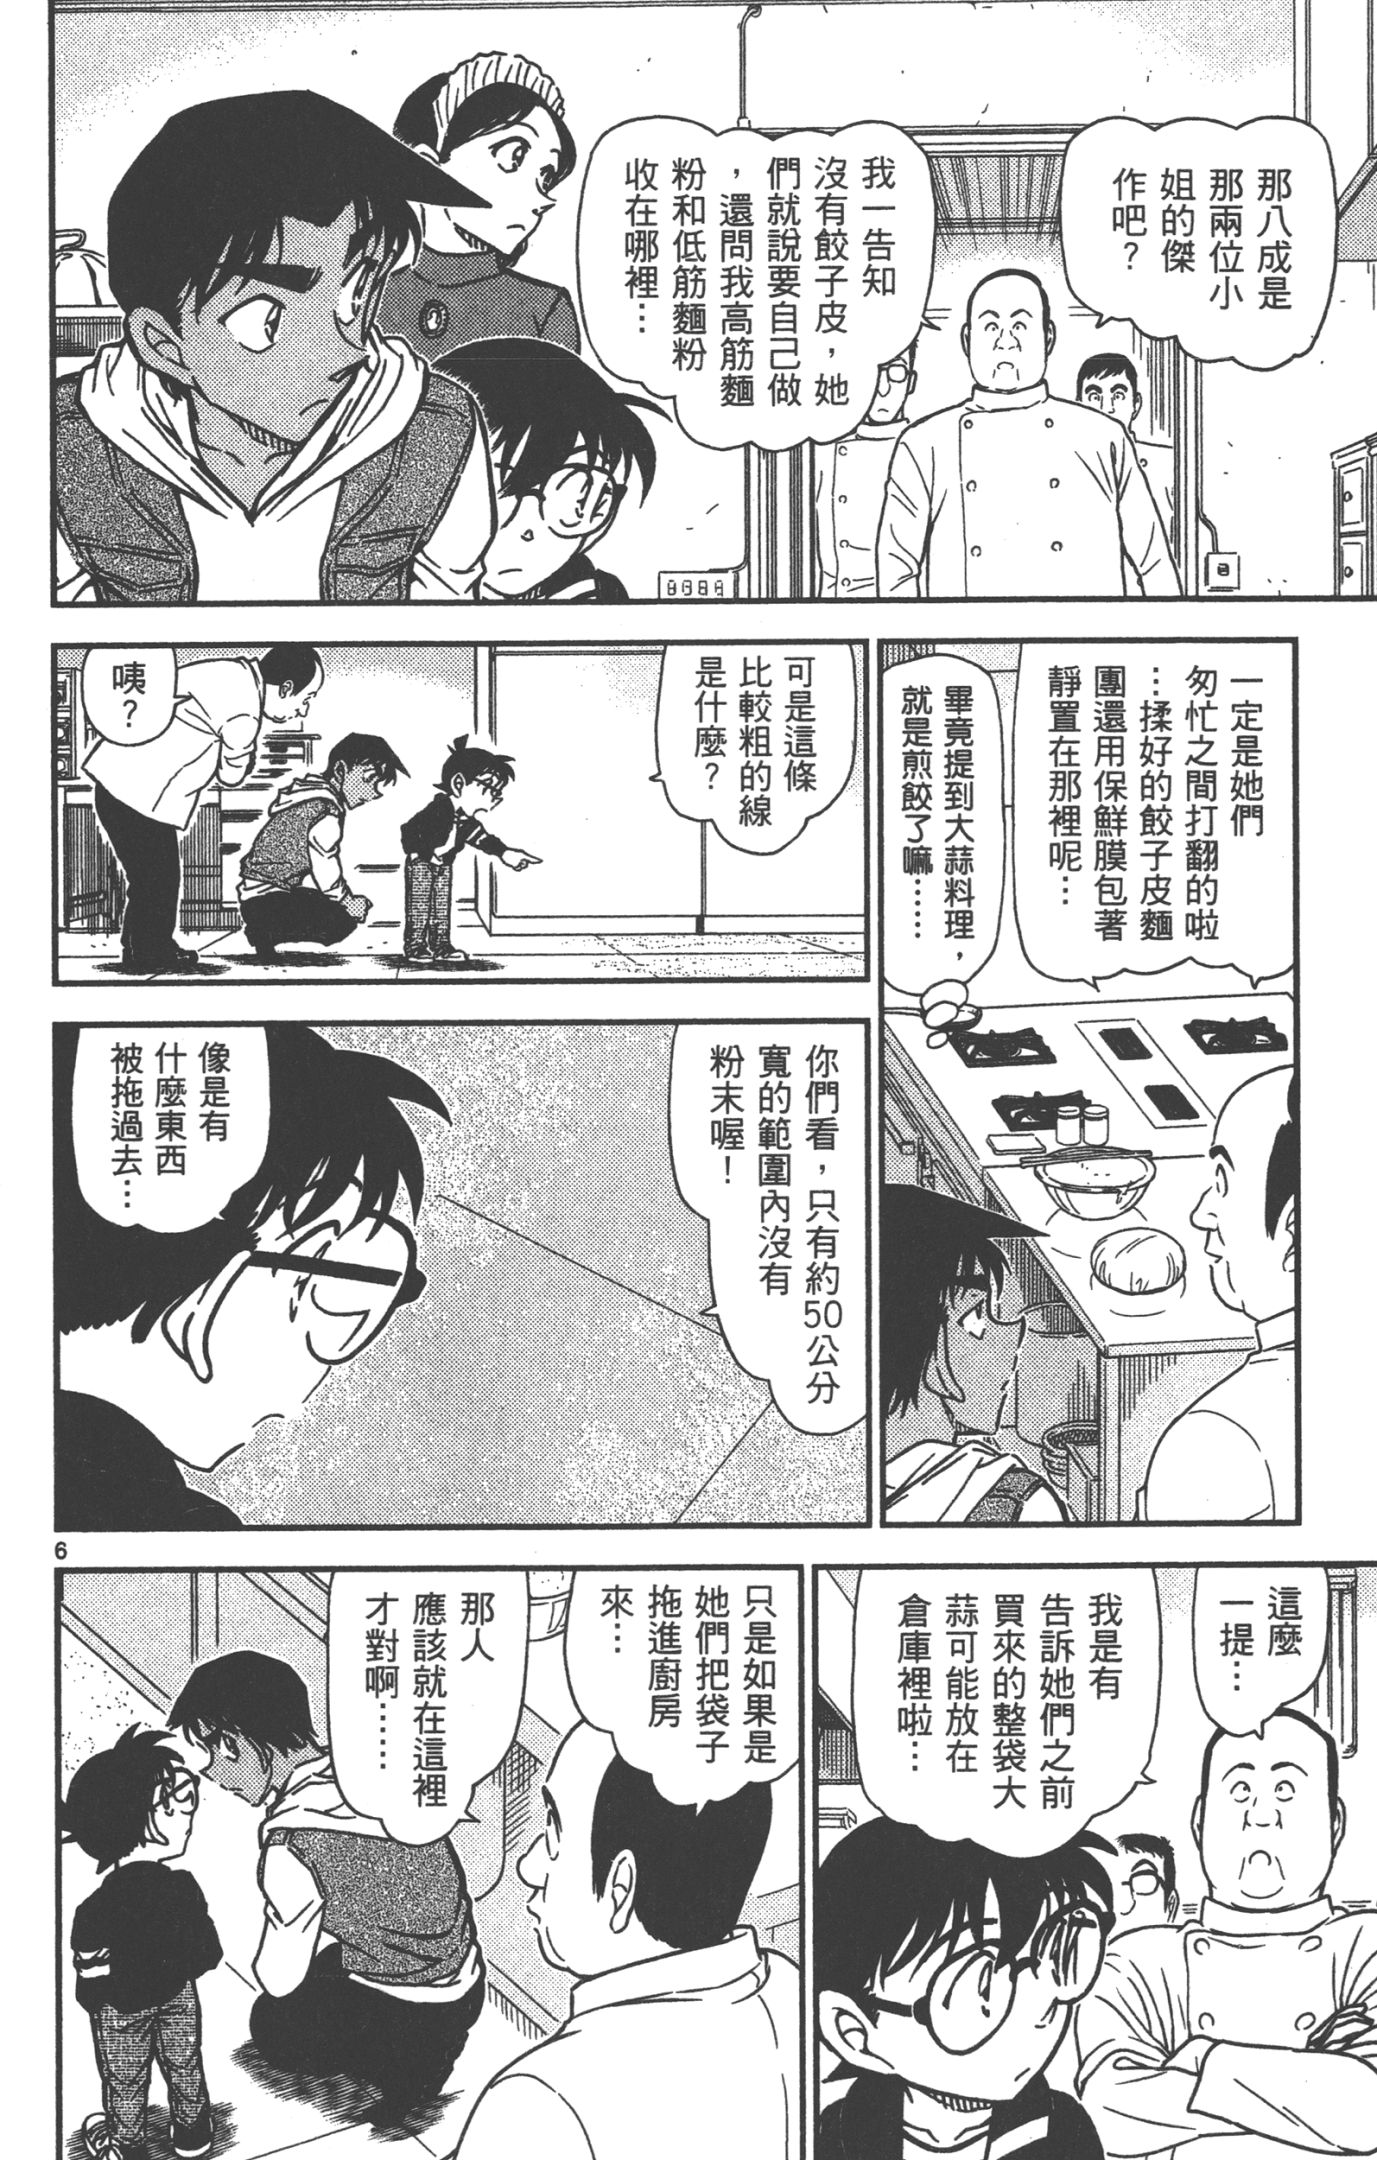 那八成是
那兩位小
姐的傑
作吧?
我一告知
沒有餃子皮,她
們就說要自己做
,還問我高筋麵
粉和低筋麵粉
收在哪裡…
一定是她們
匆忙之間打翻的啦
…揉好的餃子皮麵
團還用保鮮膜包著
靜置在那裡呢…
畢竟提到大蒜料理,
就是煎餃了嘛……
可是這條
比較粗的線
是什麼?
咦?
你們看,只有約50公分
寬的範圍內沒有
粉末喔!
像是有
什麼東西
被拖過去…
6
這麼
一提…
我是有
告訴她們之前
買來的整袋大
蒜可能放在
倉庫裡啦…
只是如果是
她們把袋子
拖進廚房
來…
那人
應該就在這裡
才對啊……